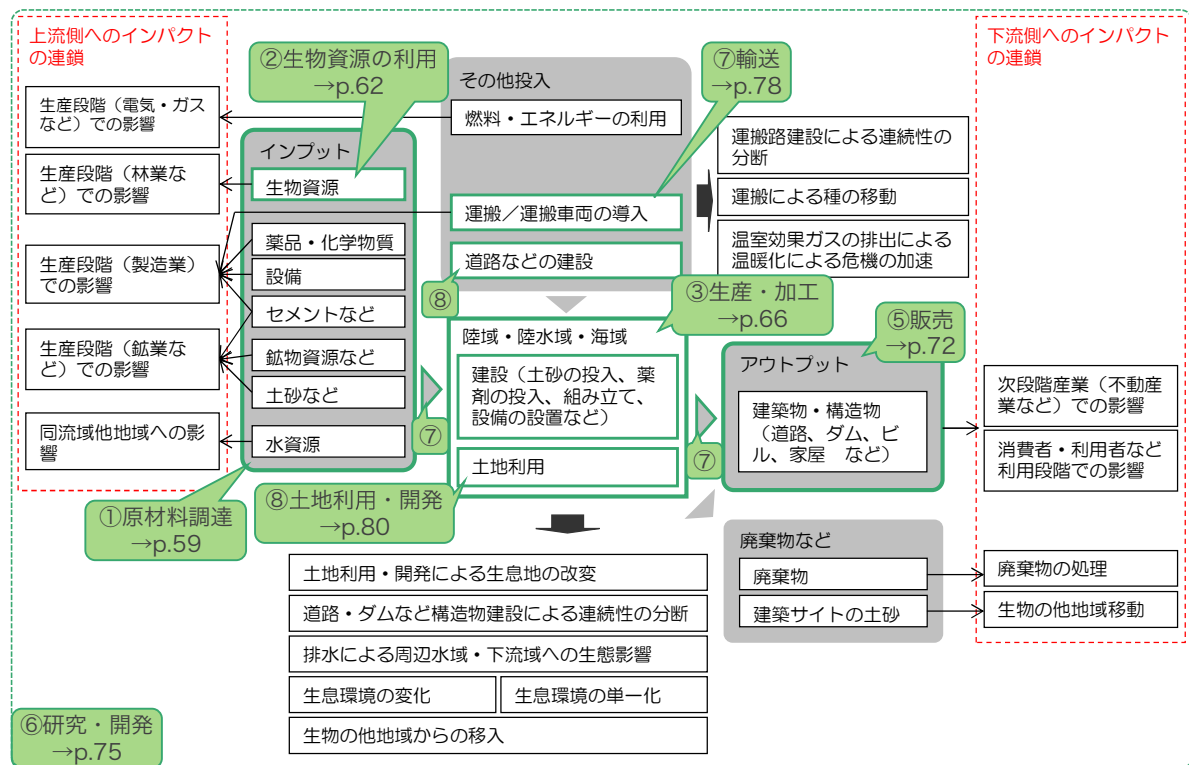 上流側へのインパクト
の連鎖
生産段階（電気・ガス
など）での影響
生産段階（林業な
ど）での影響
生産段階（製造業）
での影響
生産段階（鉱業な
ど）での影響
同流域他地域への影
響
②生物資源の利用
→p.62
インプット
生物資源
薬品・化学物質
設備
セメントなど
鉱物資源など
土砂など
水資源
①原材料調達
→p.59
その他投入
燃料・エネルギーの利用
運搬／運搬車両の導入
道路などの建設
⑦輸送
→p.78
⑧
運搬路建設による連続性の
分断
運搬による種の移動
温室効果ガスの排出による
温暖化による危機の加速
③生産・加工
→p.66
陸域・陸水域・海域
建設（土砂の投入、薬
剤の投入、組み立て、
設備の設置など）
土地利用
⑦
⑦
⑧土地利用・開発
→p.80
⑤販売
→p.72
アウトプット
建築物・構造物
（道路、ダム、ビ
ル、家屋　など）
廃棄物など
廃棄物
建築サイトの土砂
下流側へのインパクト
の連鎖
次段階産業（不動産
業など）での影響
消費者・利用者など
利用段階での影響
廃棄物の処理
生物の他地域移動
土地利用・開発による生息地の改変
道路・ダムなど構造物建設による連続性の分断
排水による周辺水域・下流域への生態影響
生息環境の変化
生息環境の単一化
生物の他地域からの移入
⑥研究・開発
→p.75